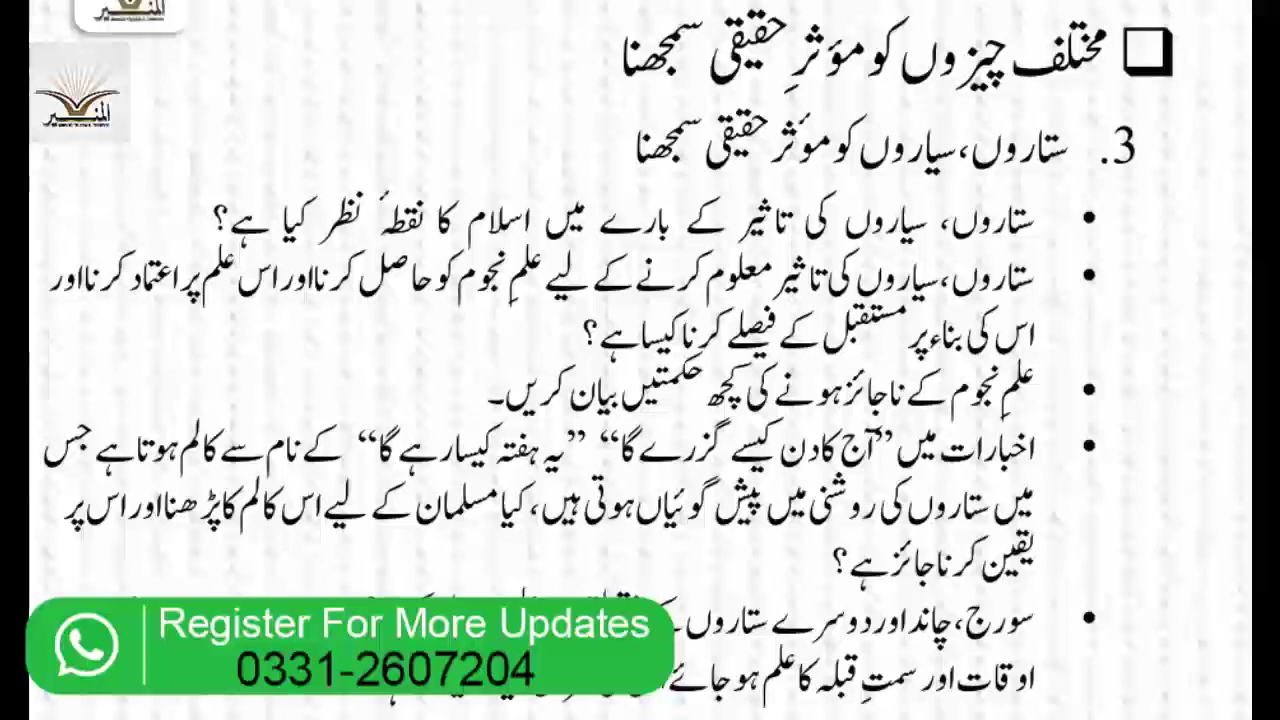 المنیر
❑ مختلف چیزوں کو مؤثرِ حقیقی سمجھنا
المنیر
3. ستاروں، سیاروں کو مؤثر حقیقی سمجھنا
• ستاروں، سیاروں کی تاثیر کے بارے میں اسلام کا نقطۂ نظر کیا ہے؟
• ستاروں، سیاروں کی تاثیر معلوم کرنے کے لیے علمِ نجوم کو حاصل کرنا اور اس علم پر اعتماد کرنا اور
اس کی بناء پر مستقبل کے فیصلے کرنا کیسا ہے؟
• علمِ نجوم کے ناجائز ہونے کی کچھ حکمتیں بیان کریں۔
• اخبارات میں ”آج کا دن کیسے گزرے گا“ ”یہ ہفتہ کیسا رہے گا“ کے نام سے کالم ہوتا ہے جس
میں ستاروں کی روشنی میں پیش گوئیاں ہوتی ہیں، کیا مسلمان کے لیے اس کالم کا پڑھنا اور اس پر
یقین کرنا جائز ہے؟
• سورج، چاند اور دوسرے ستاروں
اوقات اور سمتِ قبلہ کا علم ہو جائے
Register For More Updates
0331-2607204